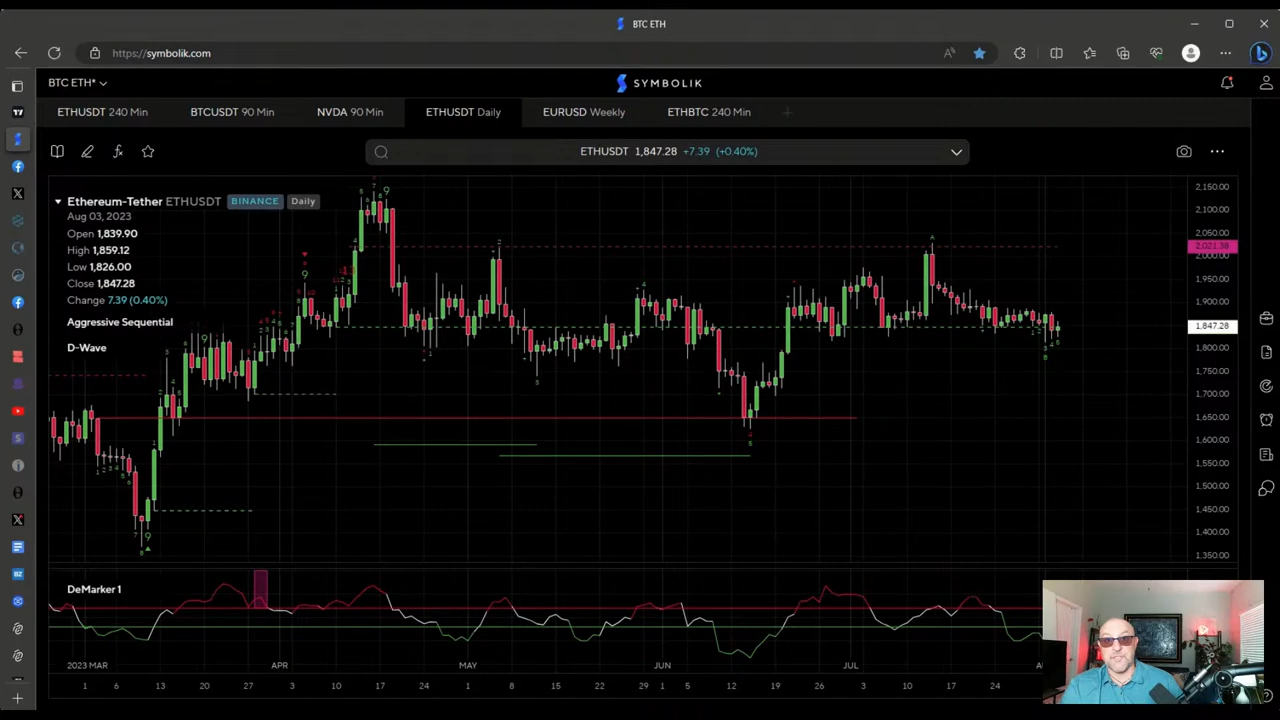 BTC ETH
https://symbolik.com
BTC ETH*
SYMBOLIK
ETHUSDT 240 Min
BTCUSDT 90 Min
NVDA 90 Min
ETHUSDT Daily
EURUSD Weekly
ETHBTC 240 Min
ETHUSDT 1,847.28 +7.39 (+0.40%)
Ethereum-Tether ETHUSDT BINANCE Daily
Aug 03, 2023
Open 1,839.90
High 1,859.12
Low 1,826.00
Close 1,847.28
Change 7.39 (0.40%)
Aggressive Sequential
D-Wave
2,150.00
2,100.00
2,050.00
2,021.38
2,000.00
1,950.00
1,900.00
1,847.28
1,800.00
1,750.00
1,700.00
1,650.00
1,600.00
1,550.00
1,500.00
1,450.00
1,400.00
1,350.00
DeMarker 1
2023 MAR APR MAY JUN JUL
1 6 13 20 27 3 10 17 24 1 8 15 22 29 1 5 12 19 26 3 10 17 24